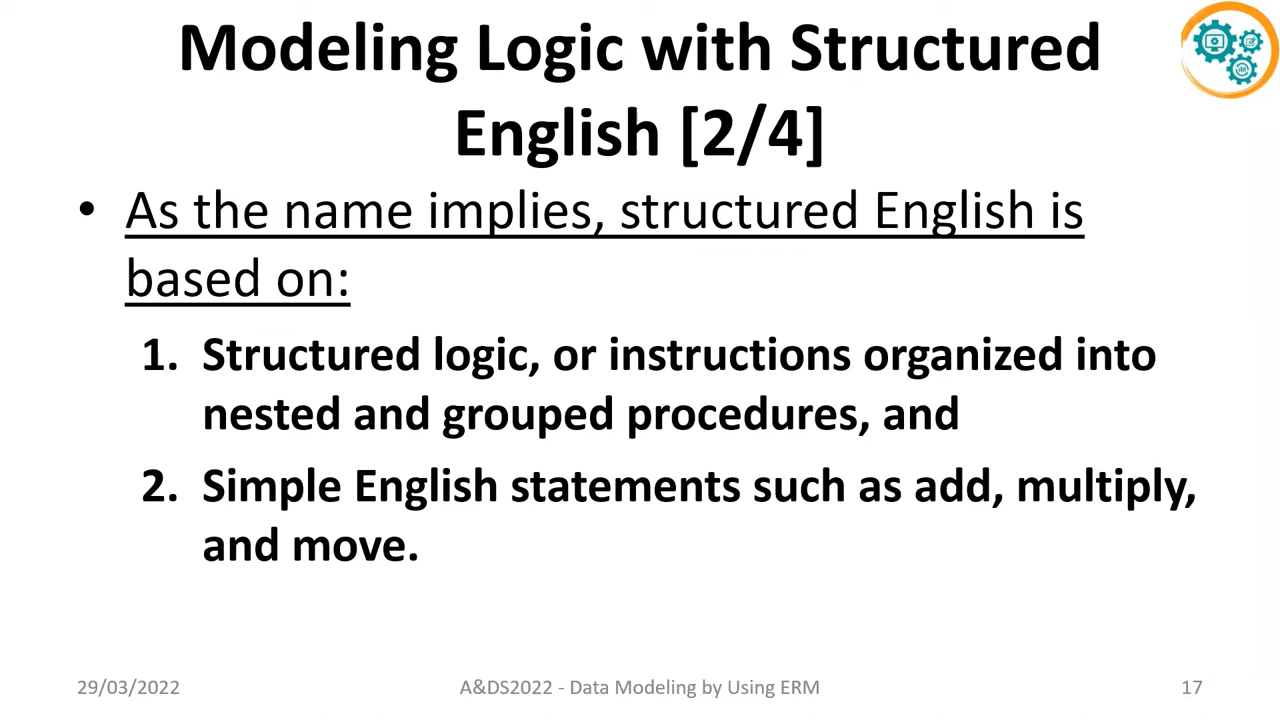 Modeling Logic with Structured
English [2/4]
• As the name implies, structured English is
based on:
1. Structured logic, or instructions organized into
nested and grouped procedures, and
2. Simple English statements such as add, multiply,
and move.
29/03/2022
A&DS2022 - Data Modeling by Using ERM
17